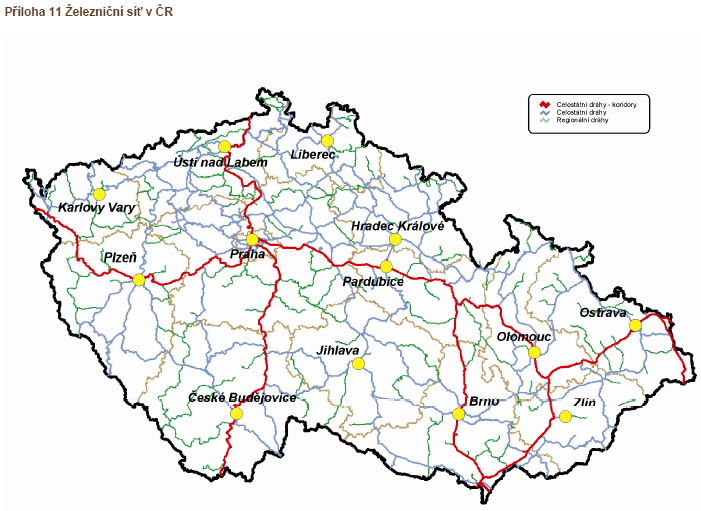 Příloha 11 Železniční síť v ČR
Celostátní dráhy - koridory
Celostátní dráhy
Regionální dráhy
Ústí nad Labem
Liberec
Karlovy Vary
Hradec Králové
Praha
Plzeň
Pardubice
Ostrava
Olomouc
Jihlava
České Budějovice
Brno
Zlín